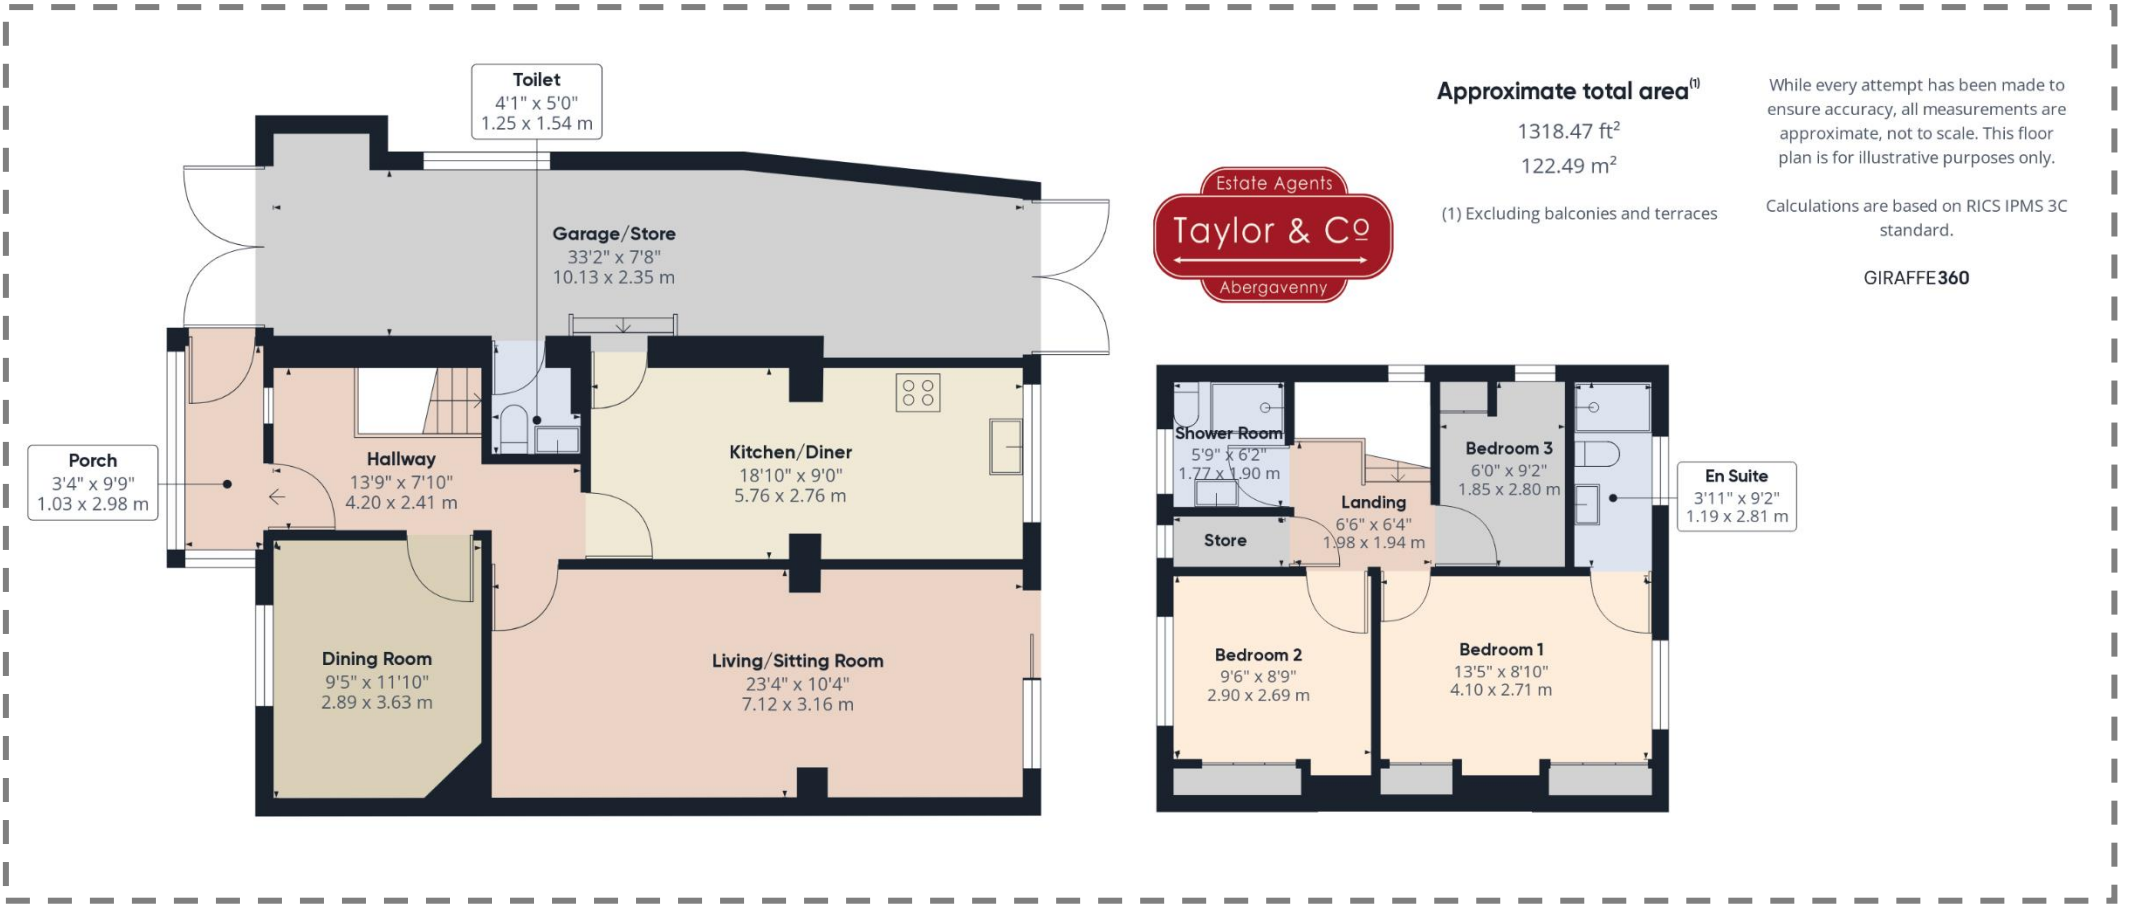 Toilet
4'1" x 5'0"
1.25 x 1.54 m
Garage/Store
33'2" x 7'8"
10.13 x 2.35 m
Porch
3'4" x 9'9"
1.03 x 2.98 m
Hallway
13'9" x 7'10"
4.20 x 2.41 m
Kitchen/Diner
18'10" x 9'0"
5.76 x 2.76 m
Dining Room
9'5" x 11'10"
2.89 x 3.63 m
Living/Sitting Room
23'4" x 10'4"
7.12 x 3.16 m
Estate Agents
Taylor & Co
Abergavenny
Approximate total area(1)
1318.47 ft²
122.49 m²
(1) Excluding balconies and terraces
While every attempt has been made to
ensure accuracy, all measurements are
approximate, not to scale. This floor
plan is for illustrative purposes only.
Calculations are based on RICS IPMS 3C
standard.
GIRAFFE360
Shower Room
5'9" x 6'2"
1.77 x 1.90 m
Store
Landing
6'6" x 6'4"
1.98 x 1.94 m
Bedroom 3
6'0" x 9'2"
1.85 x 2.80 m
En Suite
3'11" x 9'2"
1.19 x 2.81 m
Bedroom 2
9'6" x 8'9"
2.90 x 2.69 m
Bedroom 1
13'5" x 8'10"
4.10 x 2.71 m